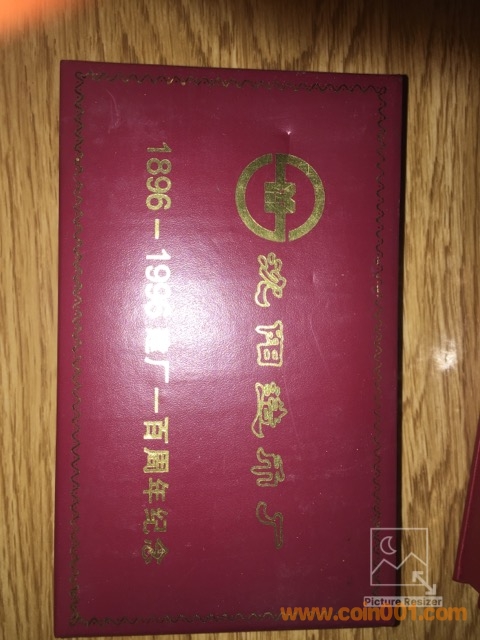 沈阳造币厂
1896-1996建厂一百周年纪念
Picture Resizer
www.coin001.com